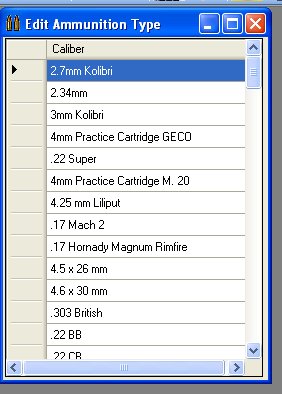 Edit Ammunition Type
Caliber
2.7mm Kolibri
2.34mm
3mm Kolibri
4mm Practice Cartridge GECO
.22 Super
4mm Practice Cartridge M. 20
4.25 mm Liliput
.17 Mach 2
.17 Hornady Magnum Rimfire
4.5 x 26 mm
4.6 x 30 mm
.303 British
.22 BB
.22 CB